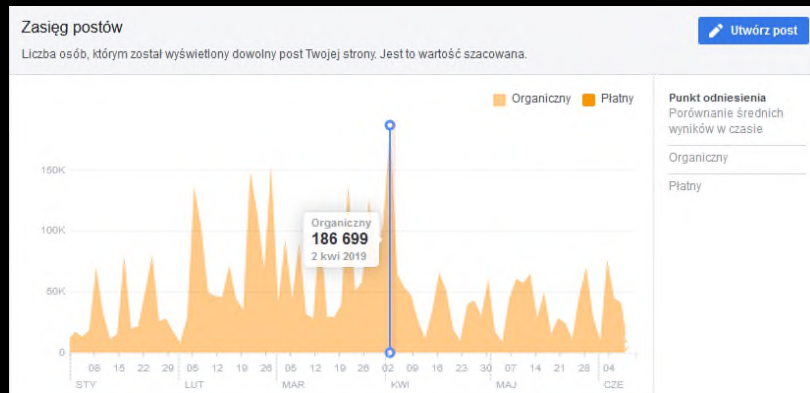 Zasięg postów
Utwórz post
Liczba osób, którym został wyświetlony dowolny post Twojej strony. Jest to wartość szacowana.
Organiczny Płatny
Punkt odniesienia
Porównanie średnich
wyników w czasie
Organiczny
Płatny
150K
100K
50K
0
Organiczny
186 699
2 kwi 2019
08 15 22 29 05 12 19 26 05 12 19 26 02 09 16 23 30 07 14 21 28 04
STY LUT MAR KWI MAJ CZE